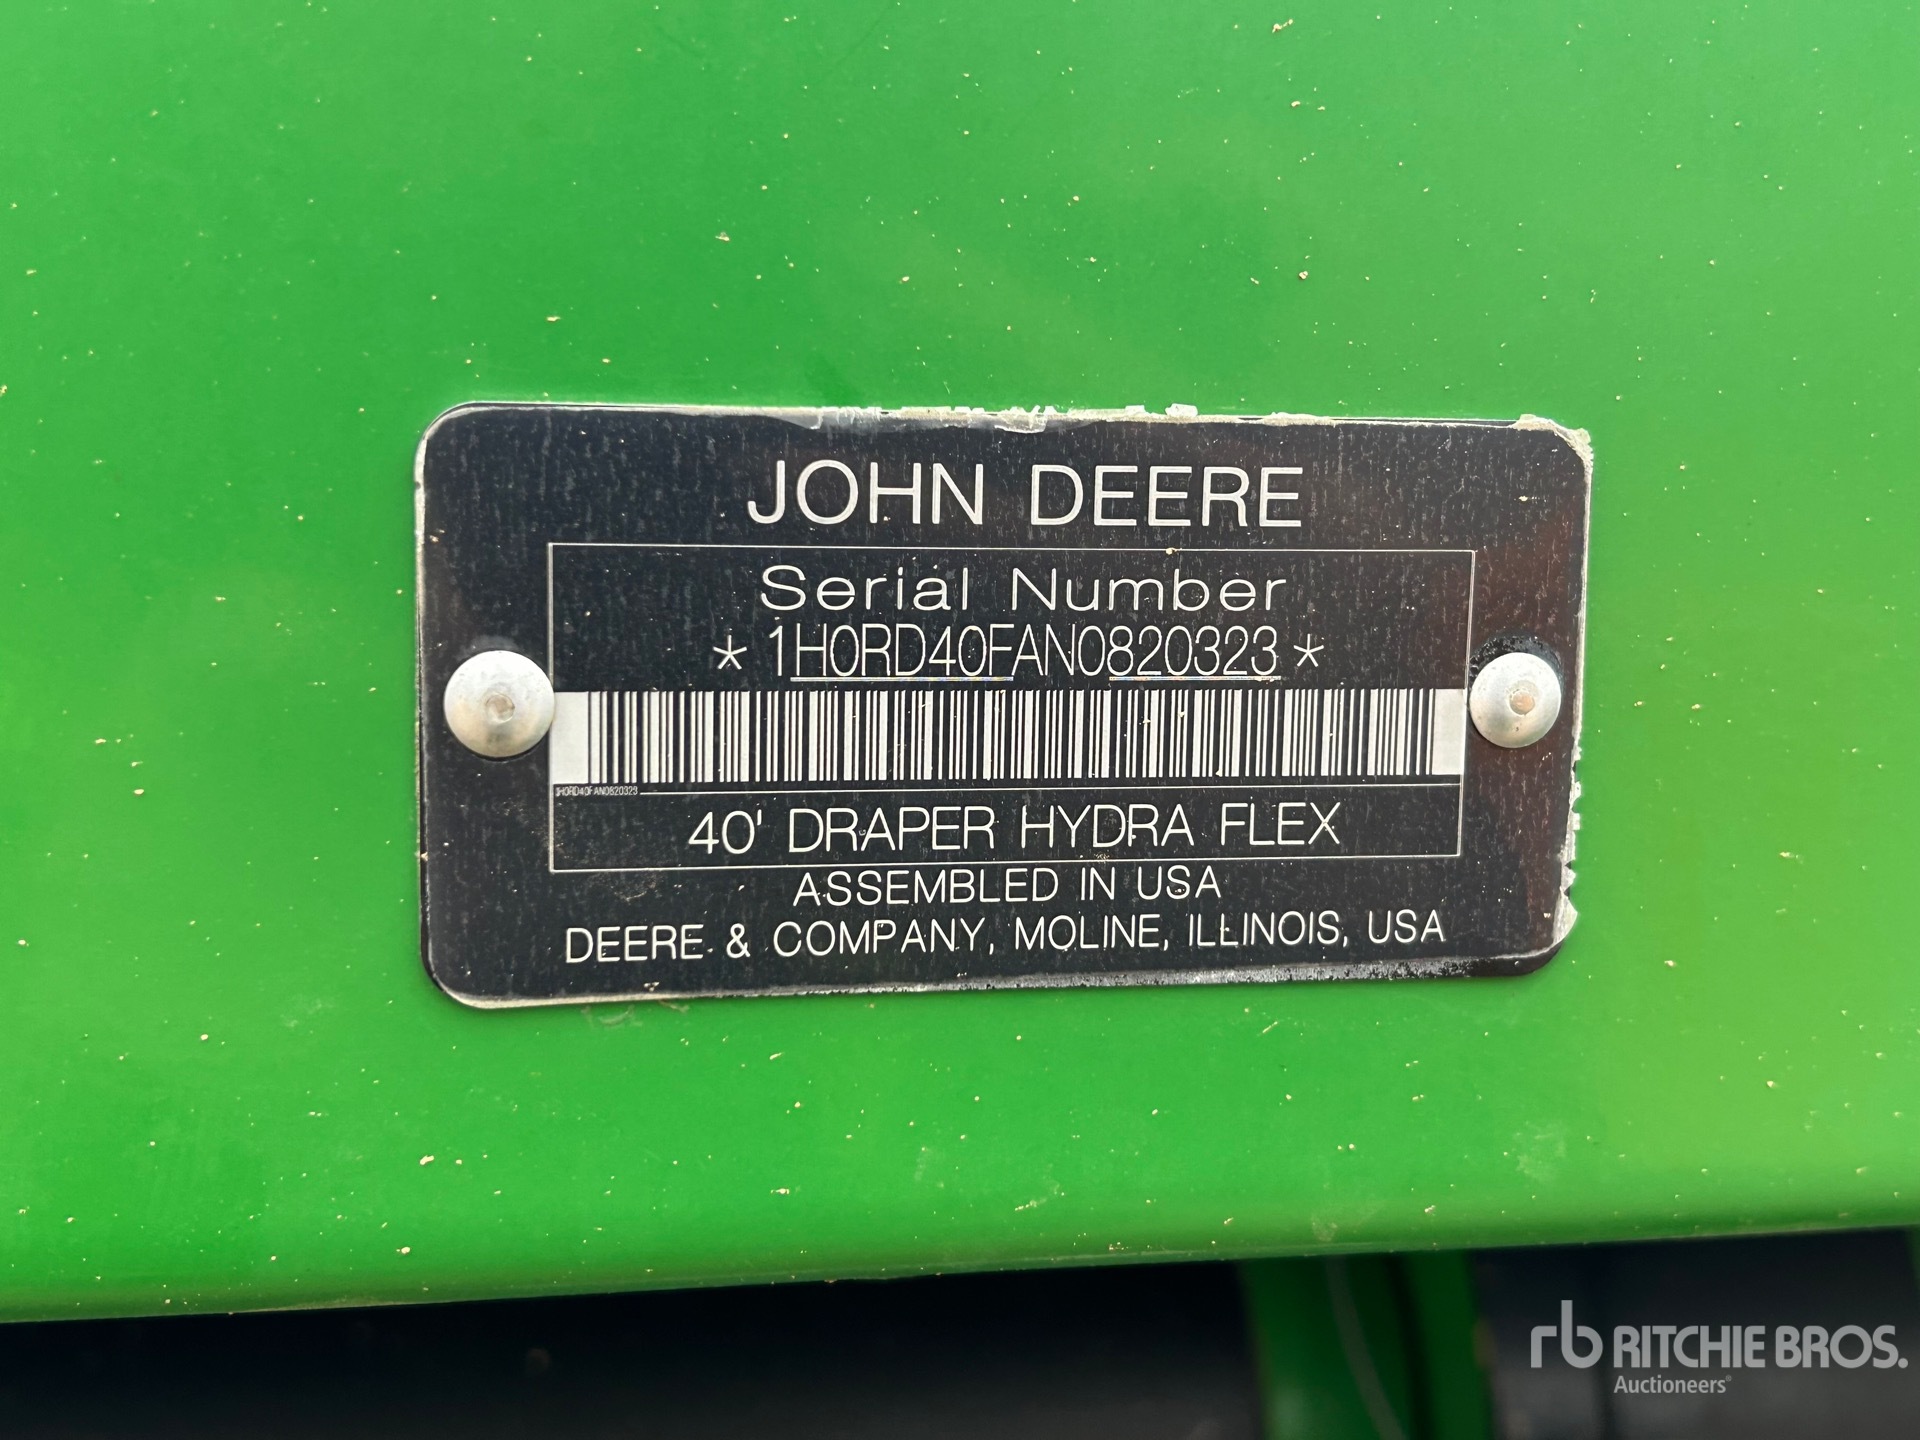 JOHN DEERE
Serial Number
* 1H0RD40FAN0820323 *
1H0RD40FAN0820323
40' DRAPER HYDRA FLEX
ASSEMBLED IN USA
DEERE & COMPANY, MOLINE, ILLINOIS, USA
rb RITCHIE BROS.
Auctioneers®